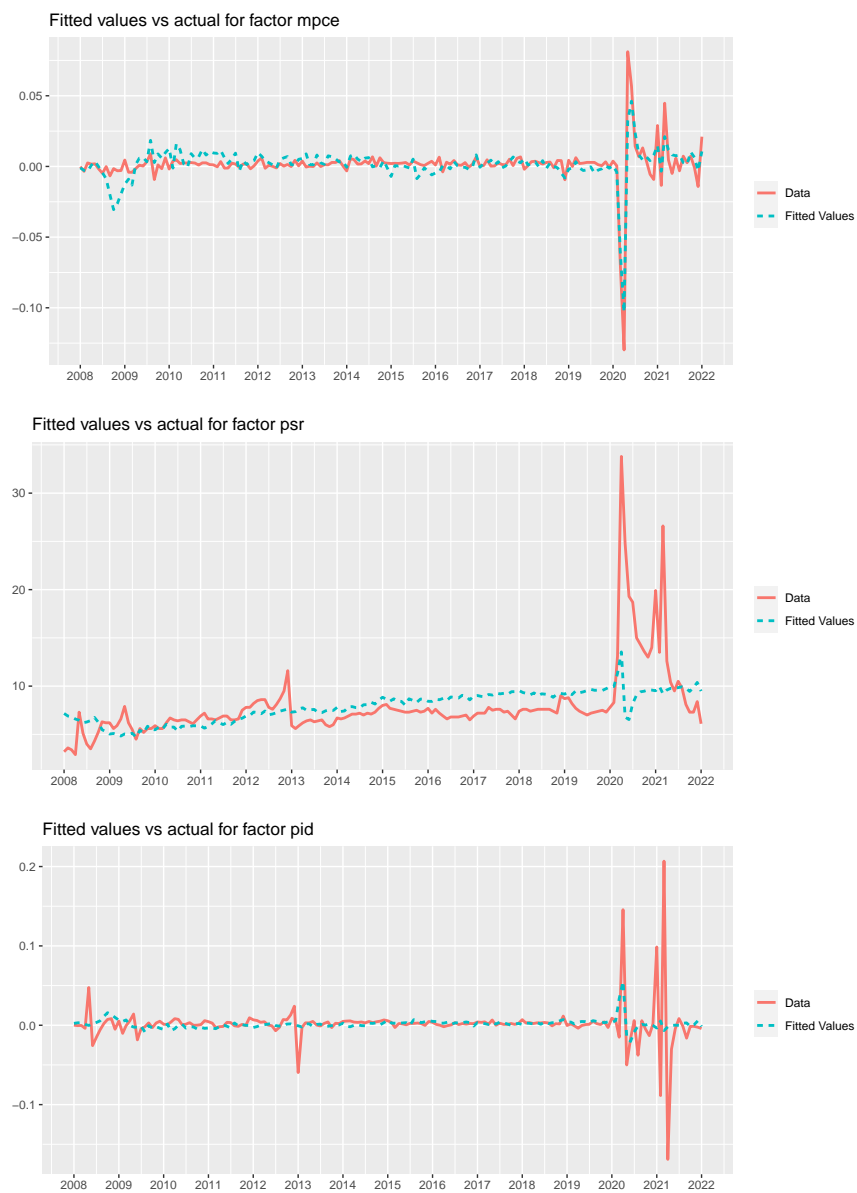 Fitted values vs actual for factor mpce
0.05
0.00
−0.05
−0.10
2008 2009 2010 2011 2012 2013 2014 2015 2016 2017 2018 2019 2020 2021 2022
Data
Fitted Values
Fitted values vs actual for factor psr
30
20
10
2008 2009 2010 2011 2012 2013 2014 2015 2016 2017 2018 2019 2020 2021 2022
Data
Fitted Values
Fitted values vs actual for factor pid
0.2
0.1
0.0
−0.1
2008 2009 2010 2011 2012 2013 2014 2015 2016 2017 2018 2019 2020 2021 2022
Data
Fitted Values